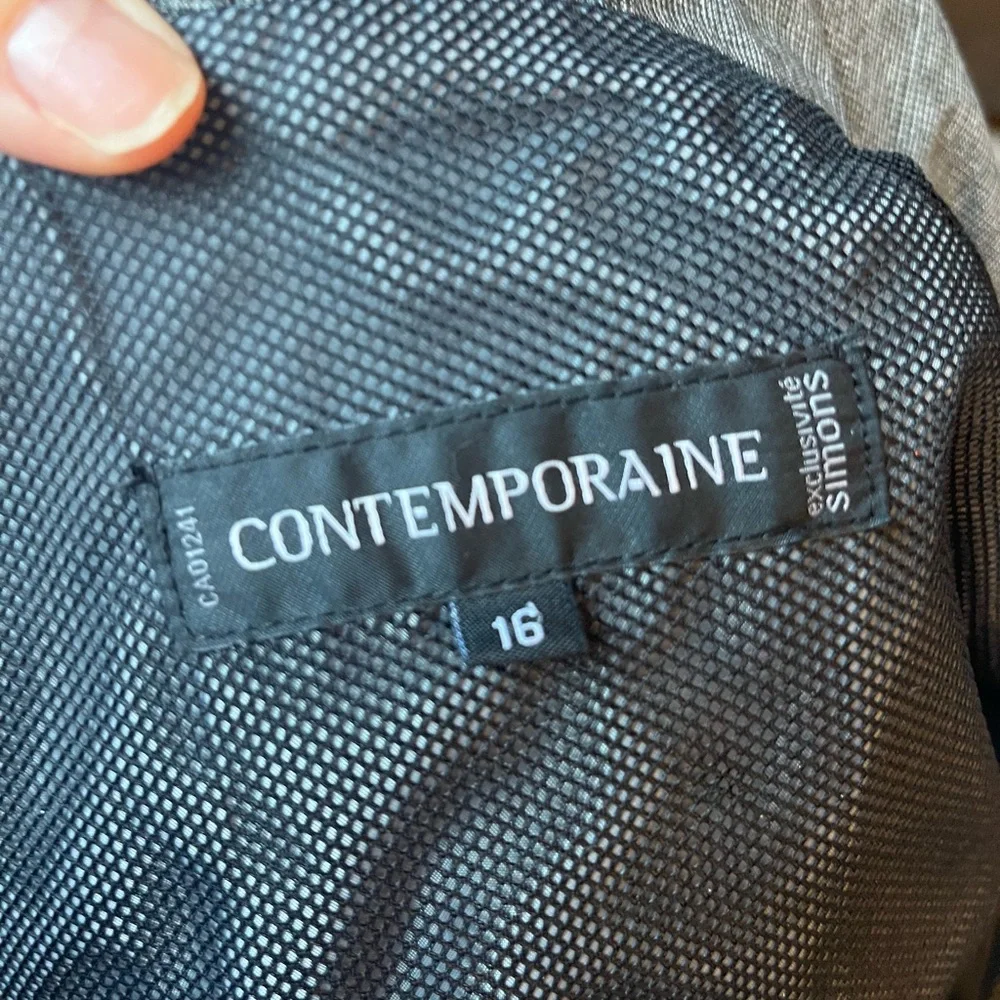 CA01241
CONTEMPORAINE
exclusivité
simons
16